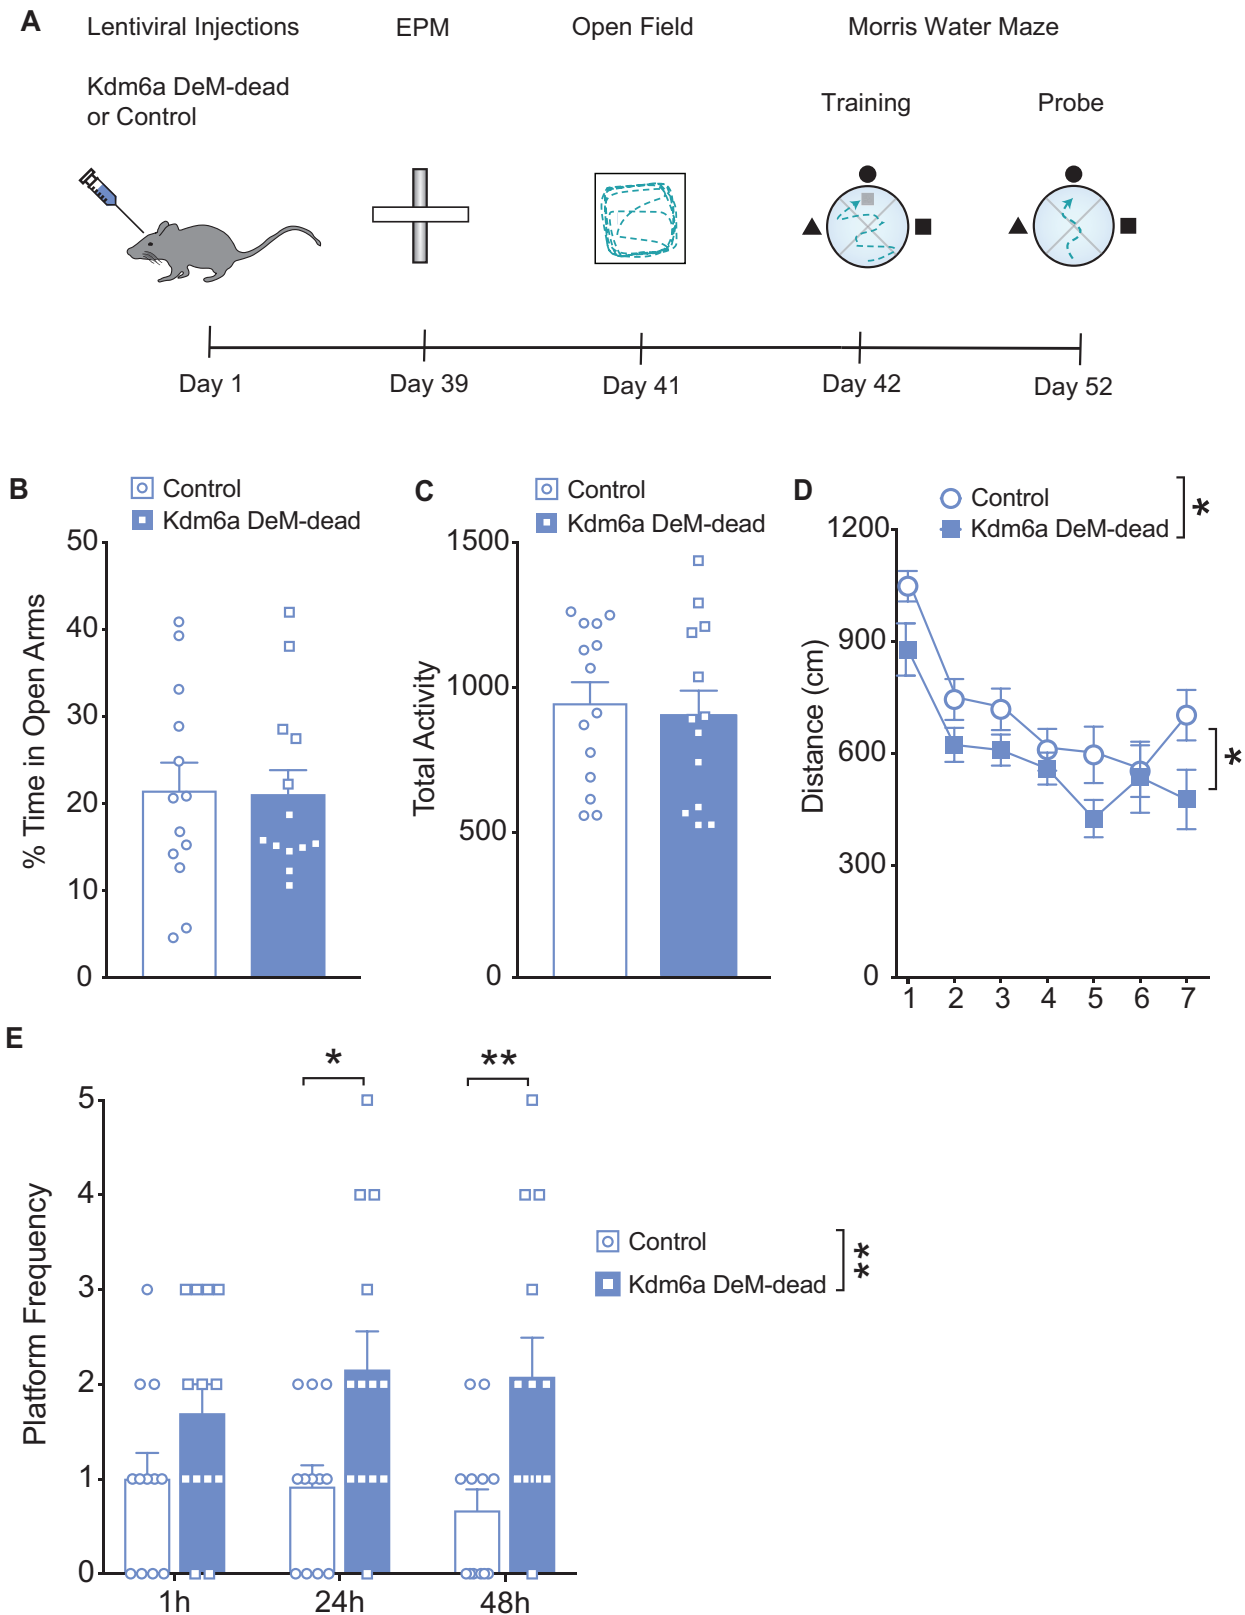 A
Lentiviral Injections
EPM
Open Field
Morris Water Maze
Kdm6a DeM-dead
or Control
Training
Probe
Day 1
Day 39
Day 41
Day 42
Day 52
B
Control
Kdm6a DeM-dead
50
40
30
20
10
0
% Time in Open Arms
C
Control
Kdm6a DeM-dead
1500
1000
500
0
Total Activity
D
Control
Kdm6a DeM-dead
*
1200
900
600
300
0
Distance (cm)
*
1 2 3 4 5 6 7
E
* **
5
4
3
2
1
0
Platform Frequency
Control
Kdm6a DeM-dead
**
1h 24h 48h